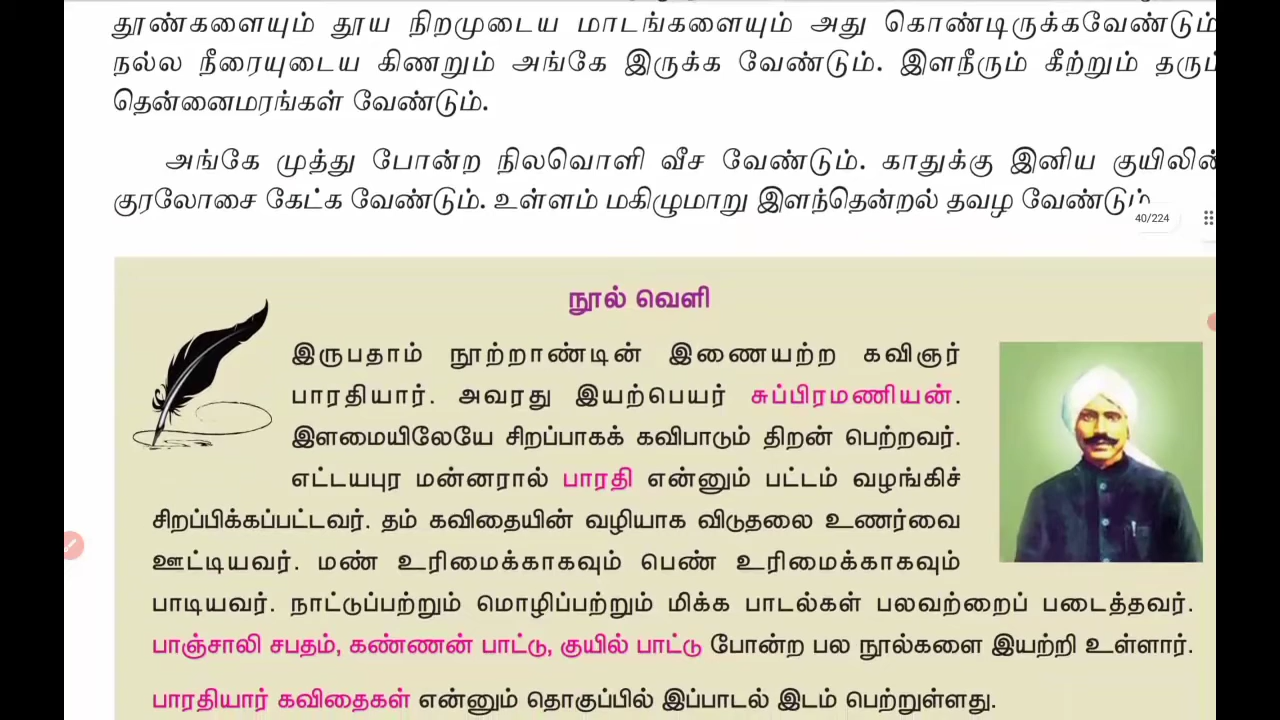 தூண்களையும் தூய நிறமுடைய மாடங்களையும் அது கொண்டிருக்கவேண்டும்
நல்ல நீரையுடைய கிணறும் அங்கே இருக்க வேண்டும். இளநீரும் கீற்றும் தரும்
தென்னைமரங்கள் வேண்டும்.
அங்கே முத்து போன்ற நிலவொளி வீச வேண்டும். காதுக்கு இனிய குயிலின்
குரலோசை கேட்க வேண்டும். உள்ளம் மகிழுமாறு இளந்தென்றல் தவழ வேண்டும்
40/224
நூல் வெளி
இருபதாம் நூற்றாண்டின் இணையற்ற கவிஞர்
பாரதியார். அவரது இயற்பெயர் சுப்பிரமணியன்.
இளமையிலேயே சிறப்பாகக் கவிபாடும் திறன் பெற்றவர்.
எட்டயபுர மன்னரால் பாரதி என்னும் பட்டம் வழங்கிச்
சிறப்பிக்கப்பட்டவர். தம் கவிதையின் வழியாக விடுதலை உணர்வை
ஊட்டியவர். மண் உரிமைக்காகவும் பெண் உரிமைக்காகவும்
பாடியவர். நாட்டுப்பற்றும் மொழிப்பற்றும் மிக்க பாடல்கள் பலவற்றைப் படைத்தவர்.
பாஞ்சாலி சபதம், கண்ணன் பாட்டு, குயில் பாட்டு போன்ற பல நூல்களை இயற்றி உள்ளார்.
பாரதியார் கவிதைகள் என்னும் தொகுப்பில் இப்பாடல் இடம் பெற்றுள்ளது.